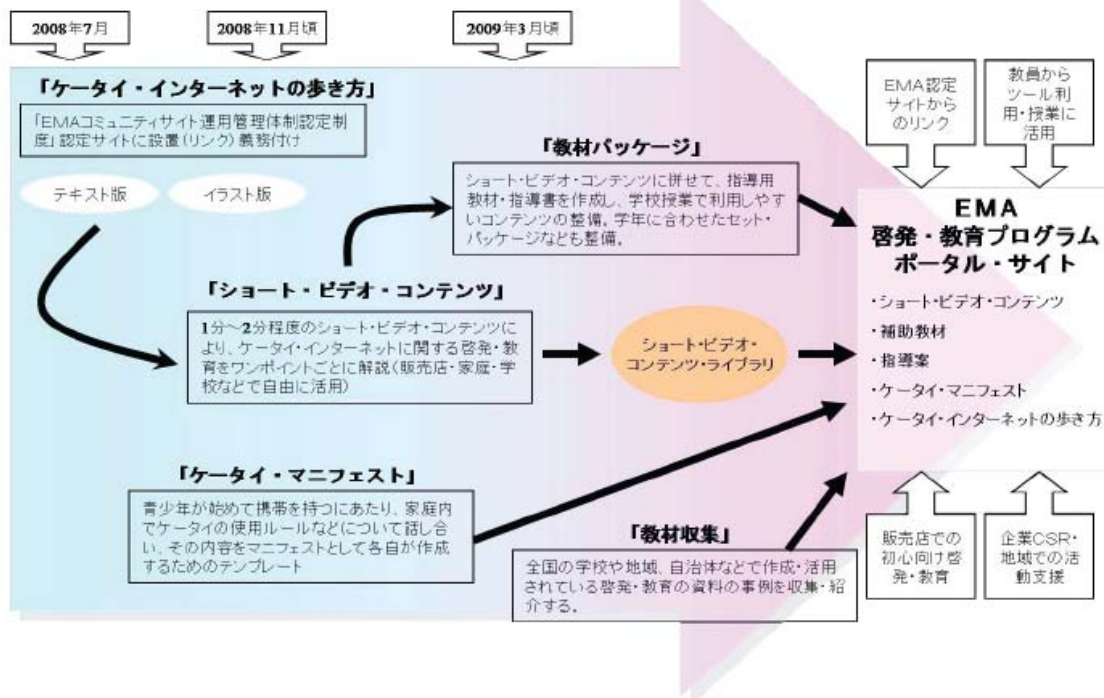 2008年7月
2008年11月頃
2009年3月頃
「ケータイ・インターネットの歩き方」
「EMAコミュニティサイト運用管理体制認定制
度」認定サイトに設置(リンク)義務付け
テキスト版
イラスト版
「教材パッケージ」
ショート・ビデオ・コンテンツに併せて、指導用
教材・指導書を作成し、学校授業で利用しやす
いコンテンツの整備。学年に合わせたセット・
パッケージなども整備。
「ショート・ビデオ・コンテンツ」
1分～2分程度のショート・ビデオ・コンテンツによ
り、ケータイ・インターネットに関する啓発・教
育をワンポイントごとに解説(販売店・家庭・学
校などで自由に活用)
ショート・ビデオ・
コンテンツ・ライブラリ
「ケータイ・マニフェスト」
青少年が始めて携帯を持つにあたり、家庭内
でケータイの使用ルールなどについて話し合
い、その内容をマニフェストとして各自が作成
するためのテンプレート
「教材収集」
全国の学校や地域、自治体などで作成・活用
されている啓発・教育の資料の事例を収集・紹
介する。
EMA認定
サイトから
のリンク
教員から
ツール利
用・授業に
活用
EMA
啓発・教育プログラム
ポータル・サイト
・ショート・ビデオ・コンテンツ
・補助教材
・指導案
・ケータイ・マニフェスト
・ケータイ・インターネットの歩き方
販売店での
初心向け啓
発・教育
企業CSR・
地域での活
動支援